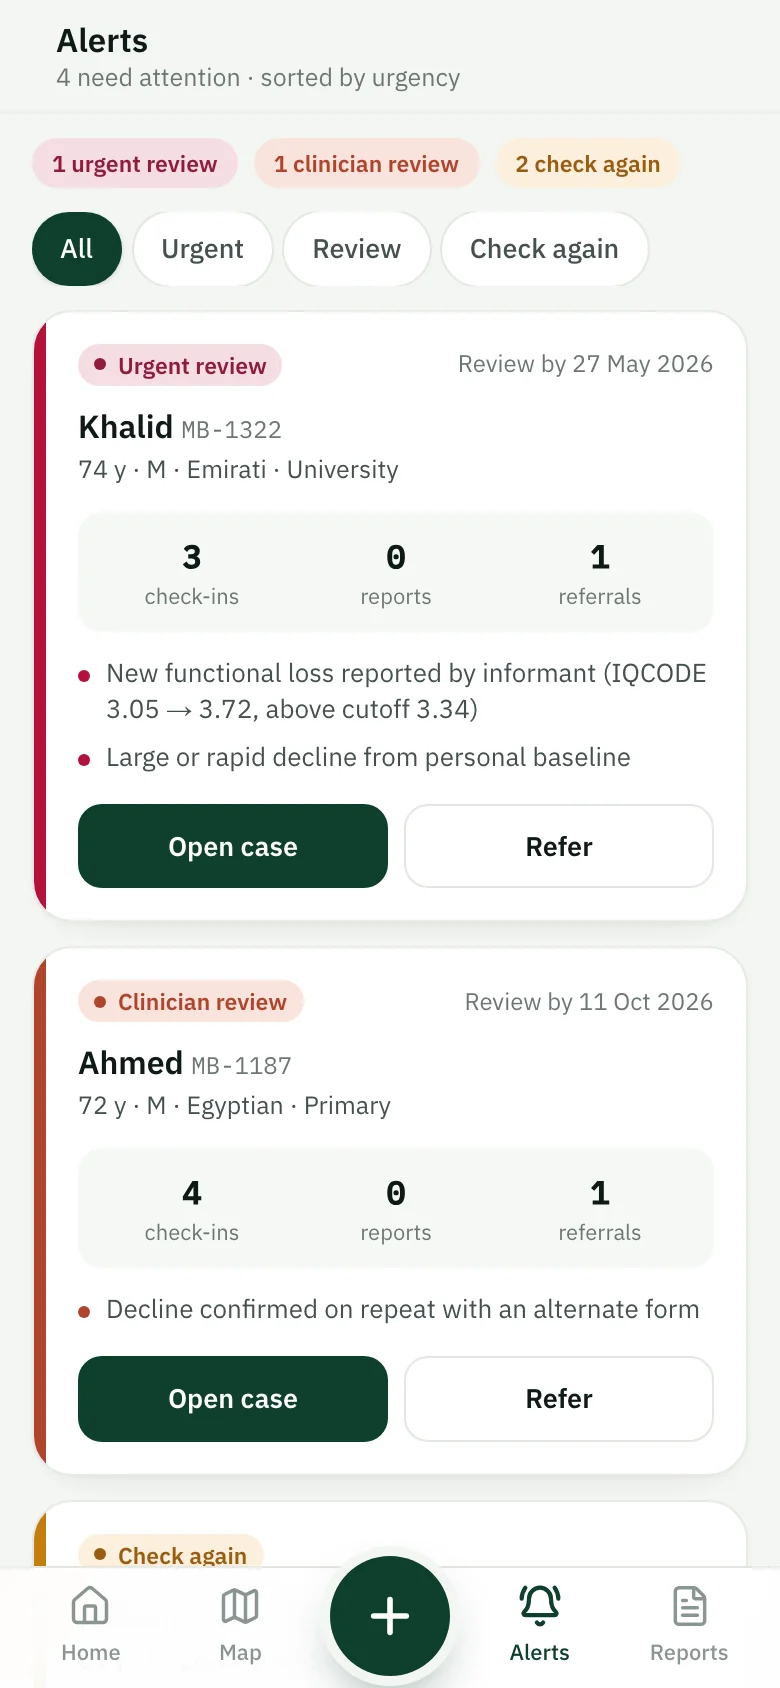 Alerts
4 need attention · sorted by urgency
1 urgent review
1 clinician review
2 check again
All
Urgent
Review
Check again
Urgent review
Review by 27 May 2026
Khalid MB-1322
74 y · M · Emirati · University
3
0
1
check-ins
reports
referrals
New functional loss reported by informant (IQCODE
3.05 → 3.72, above cutoff 3.34)
Large or rapid decline from personal baseline
Open case
Refer
Clinician review
Review by 11 Oct 2026
Ahmed MB-1187
72 y · M · Egyptian · Primary
4
0
1
check-ins
reports
referrals
Decline confirmed on repeat with an alternate form
Open case
Refer
Check again
Home
Map
Alerts
Reports